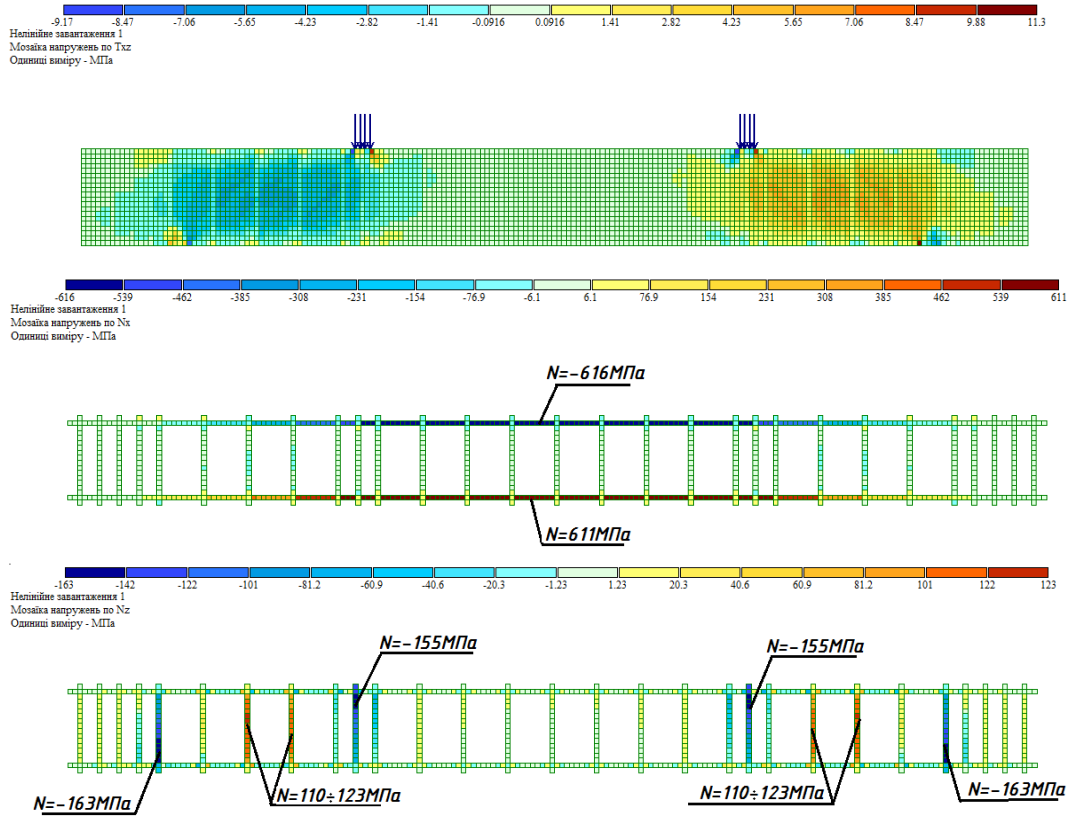 -9.17 -8.47 -7.06 -5.65 -4.23 -2.82 -1.41 -0.0916 0.0916 1.41 2.82 4.23 5.65 7.06 8.47 9.88 11.3
Нелінійне завантаження 1
Мозаїка напружень по Txz
Одиниці виміру - МПа
-616 -539 -462 -385 -308 -231 -154 -76.9 -6.1 6.1 76.9 154 231 308 385 462 539 611
Нелінійне завантаження 1
Мозаїка напружень по Nx
Одиниці виміру - МПа
N=-616МПа
N=611МПа
-163 -142 -122 -101 -81.2 -60.9 -40.6 -20.3 -1.23 1.23 20.3 40.6 60.9 81.2 101 122 123
Нелінійне завантаження 1
Мозаїка напружень по Nz
Одиниці виміру - МПа
N=-155МПа N=-155МПа
N=-163МПа N=110÷123МПа N=110÷123МПа N=-163МПа